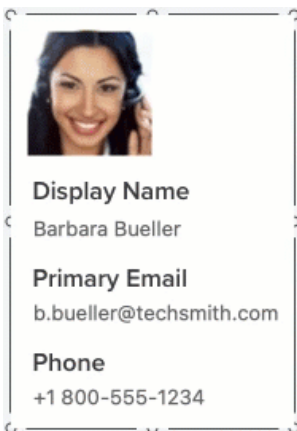 Display Name
Barbara Bueller
Primary Email
b.bueller@techsmith.com
Phone
+1 800-555-1234